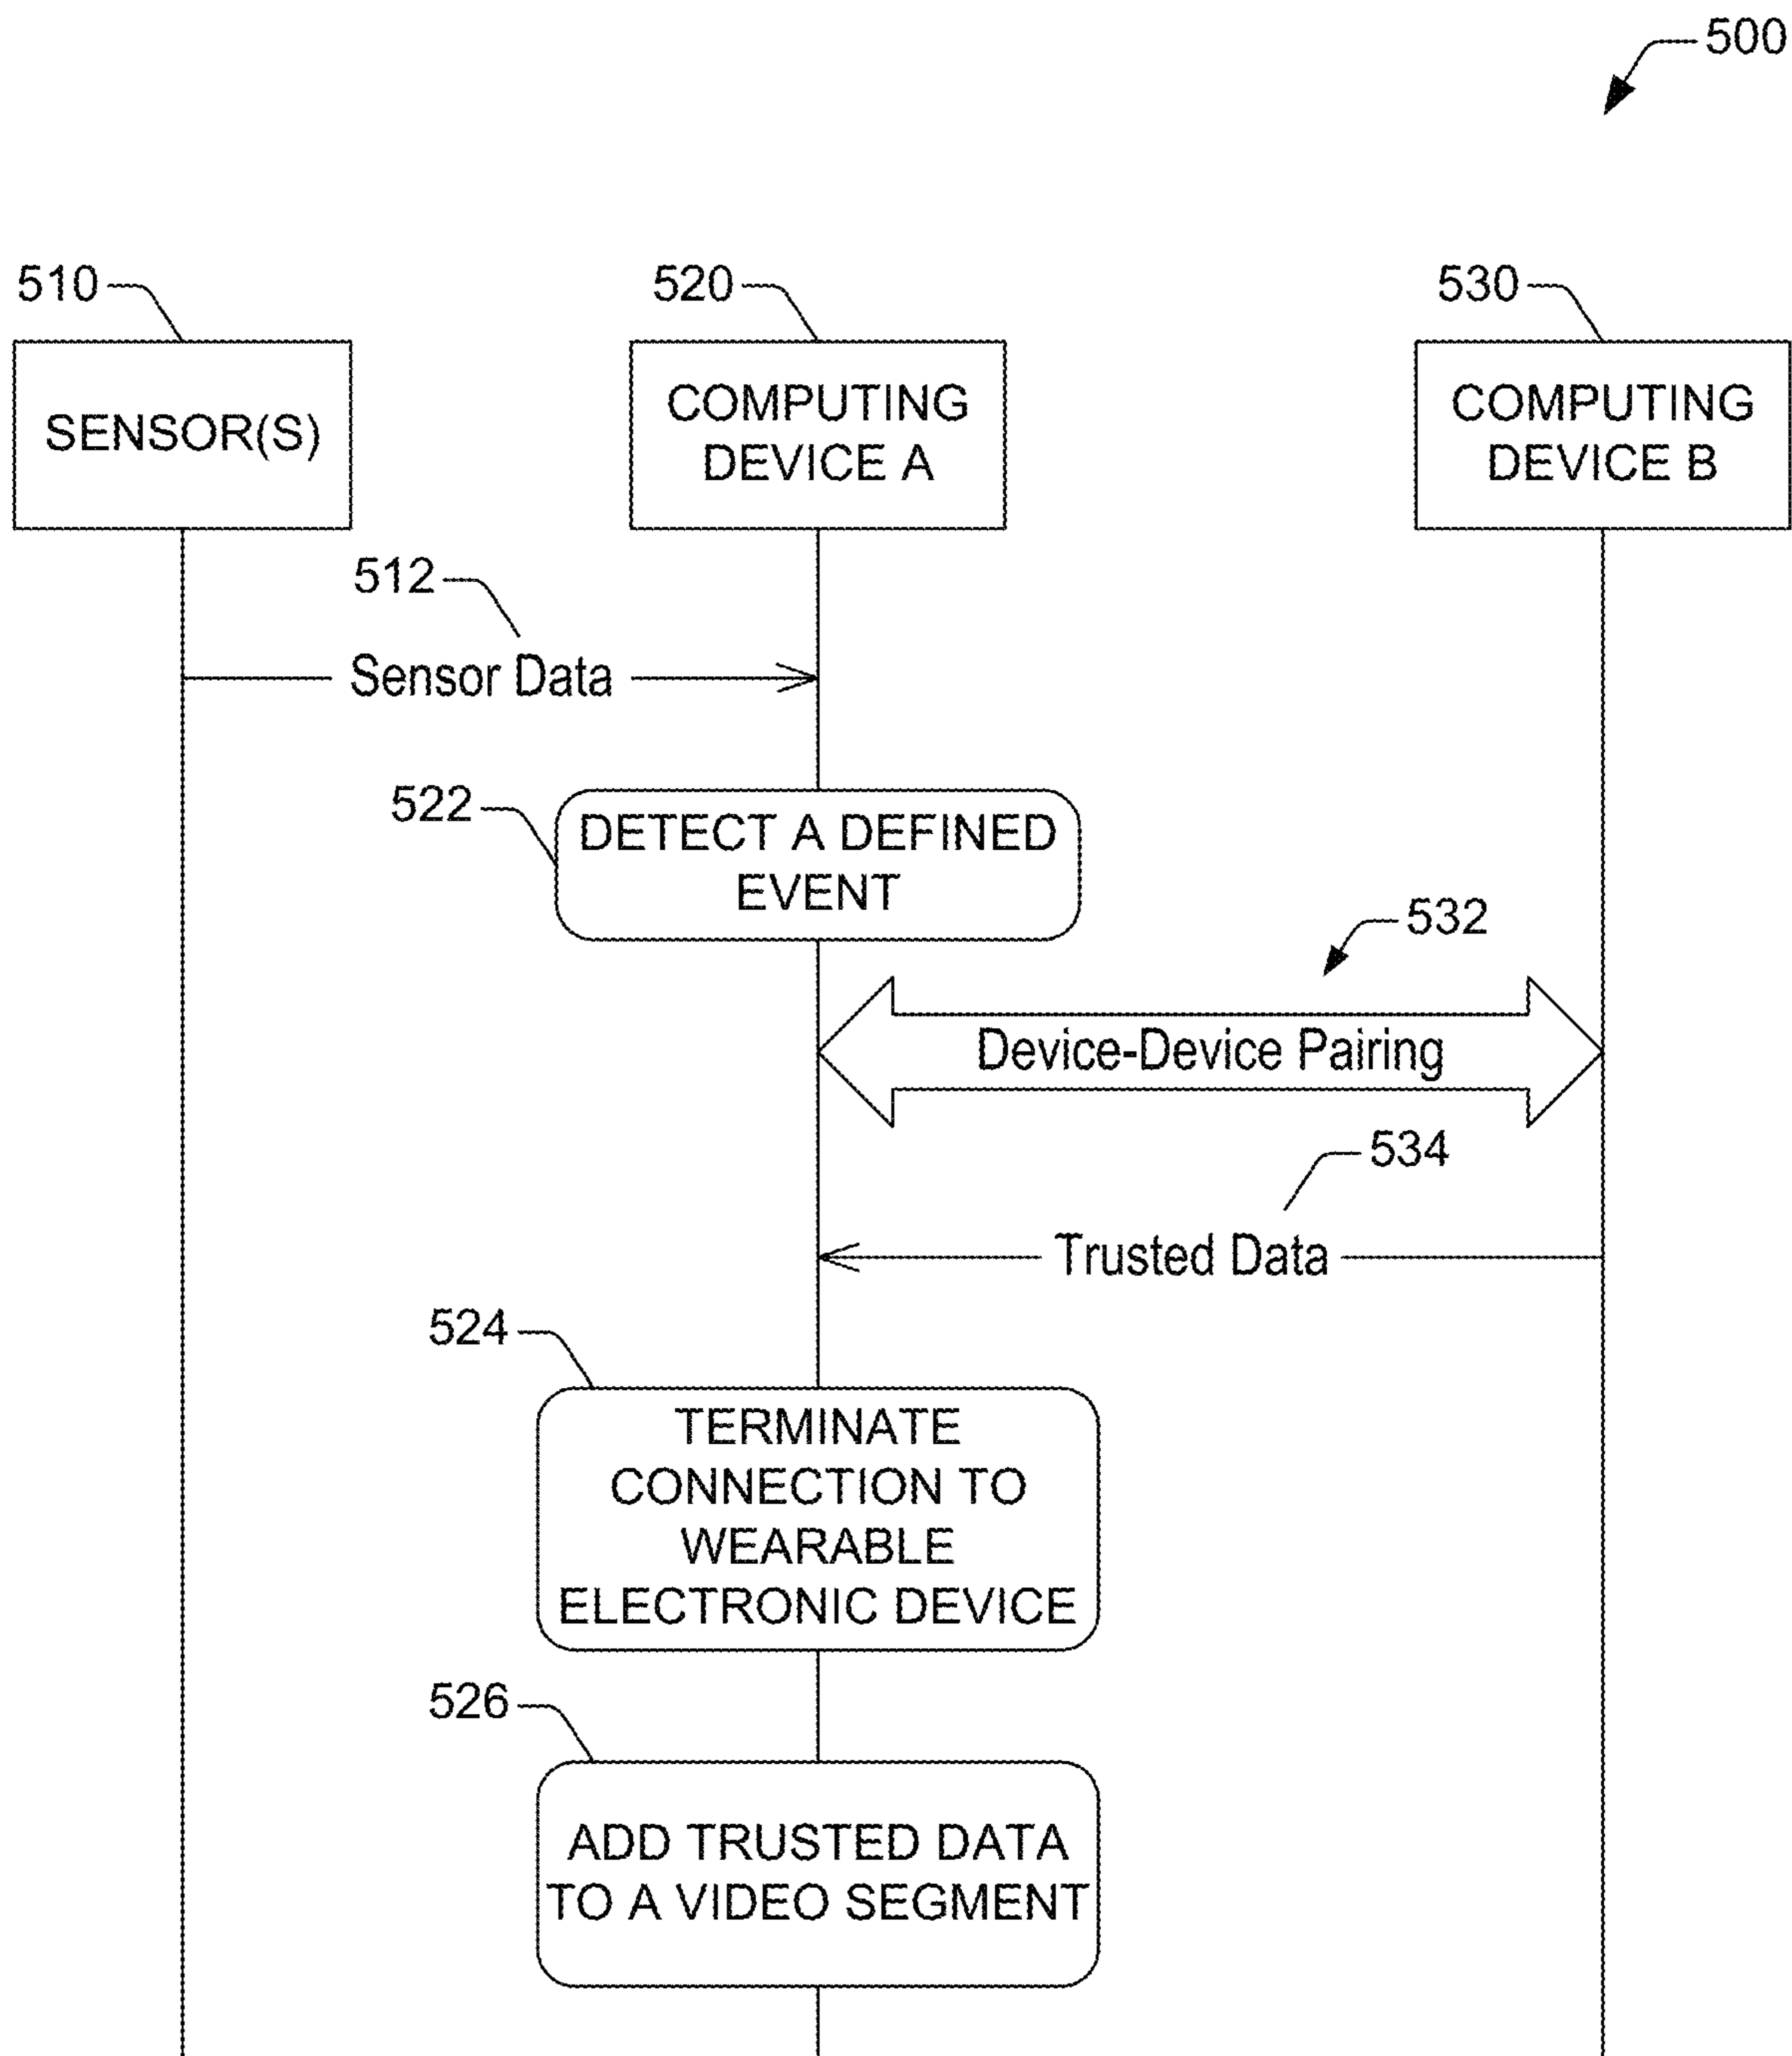 500
510
520
530
SENSOR(S)
COMPUTING
DEVICE A
COMPUTING
DEVICE B
512
Sensor Data
522
DETECT A DEFINED
EVENT
532
Device-Device Pairing
534
Trusted Data
524
TERMINATE
CONNECTION TO
WEARABLE
ELECTRONIC DEVICE
526
ADD TRUSTED DATA
TO A VIDEO SEGMENT